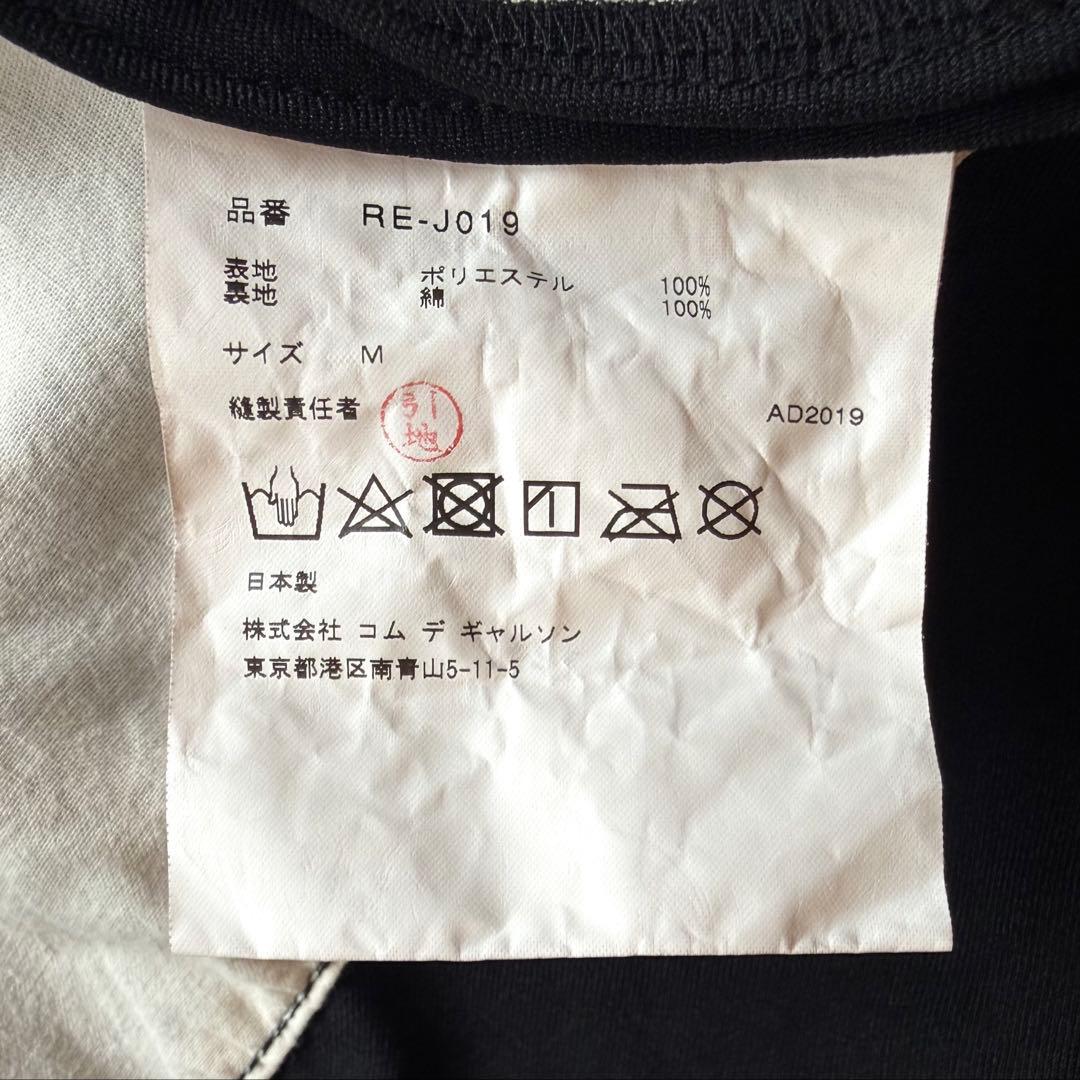 品番 RE-J019
表地 ポリエステル 100%
裏地 綿 100%
サイズ M
縫製責任者 引地 AD2019
日本製
株式会社 コム デ ギャルソン
東京都港区南青山5-11-5